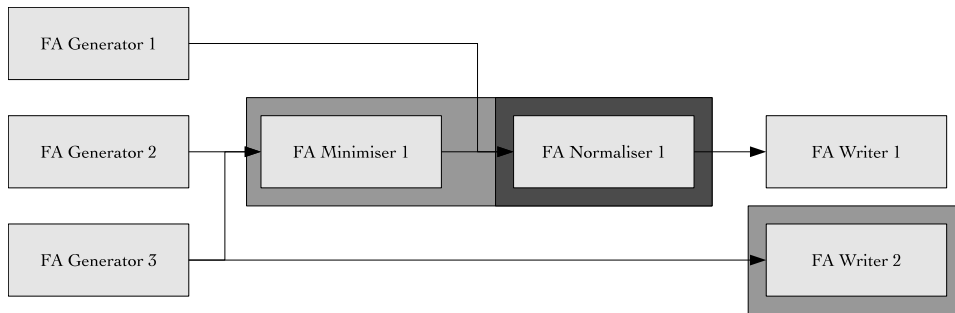 FA Generator 1
FA Generator 2
FA Minimiser 1
FA Normaliser 1
FA Writer 1
FA Generator 3
FA Writer 2